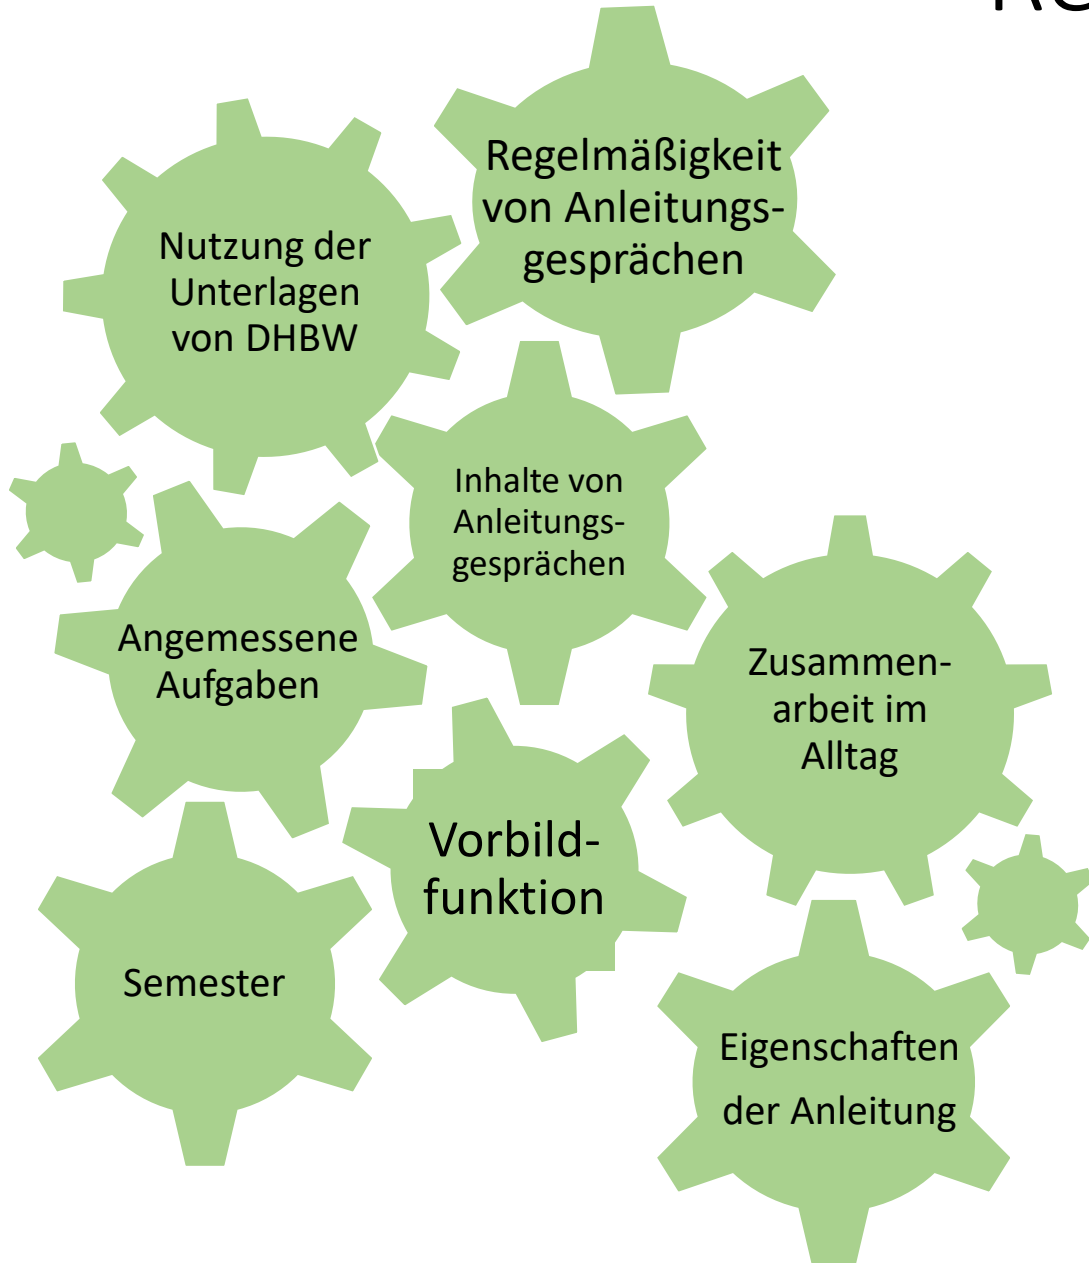 Regelmäßigkeit
von Anleitungs-
gesprächen
Nutzung der
Unterlagen
von DHBW
Inhalte von
Anleitungs-
gesprächen
Angemessene
Aufgaben
Zusammen-
arbeit im
Alltag
Vorbild-
funktion
Semester
Eigenschaften
der Anleitung